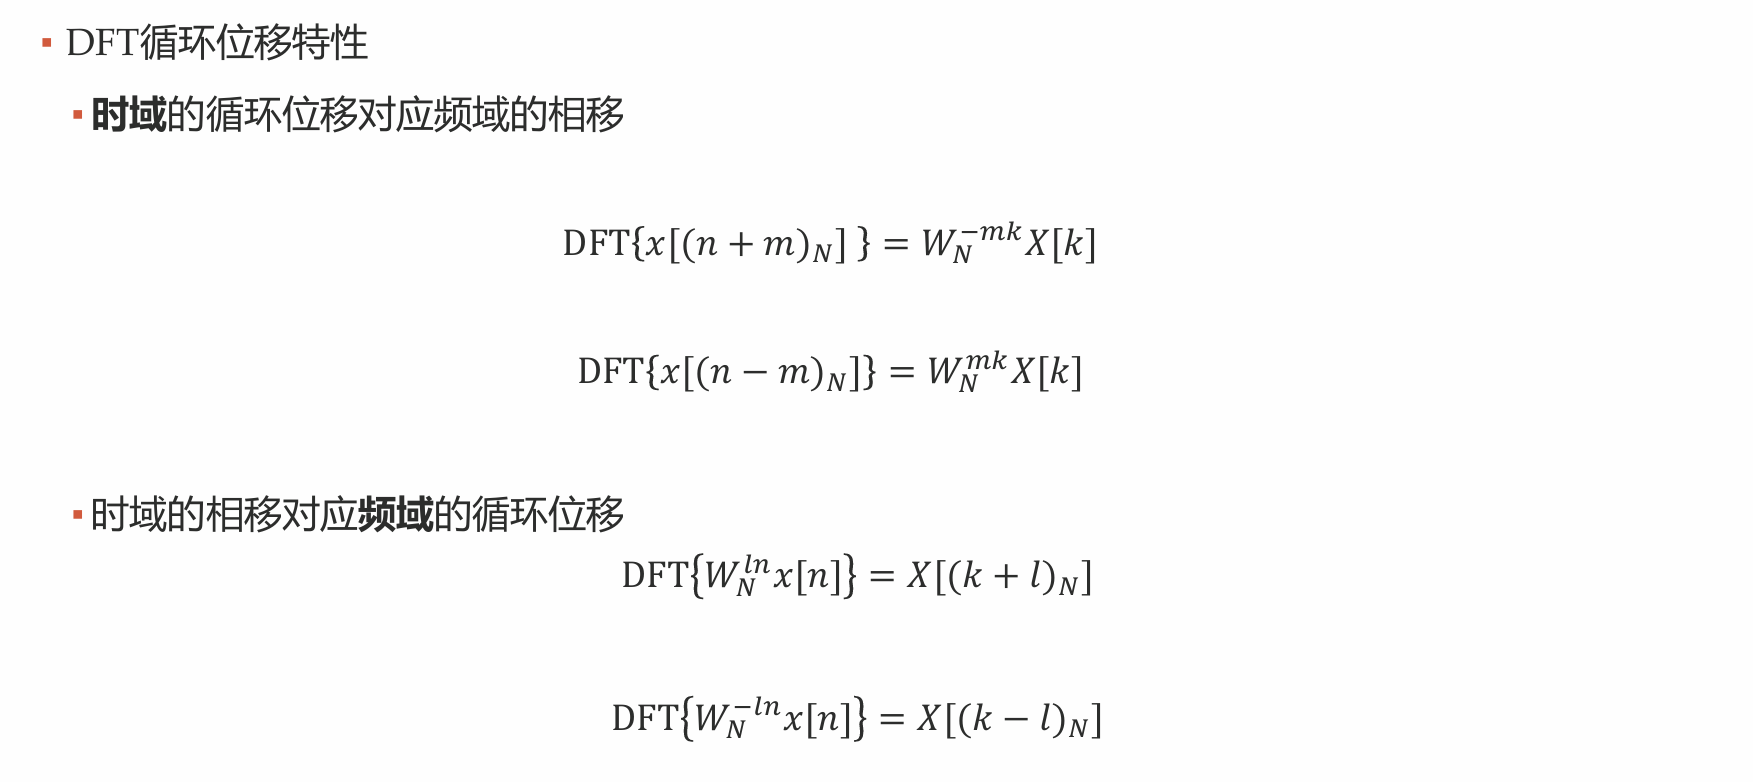 ▪ DFT循环位移特性
▪ 时域的循环位移对应频域的相移
DFT{x[(n + m)_N] } = W_N^{-mk} X[k]
DFT{x[(n − m)_N]} = W_N^{mk} X[k]
▪ 时域的相移对应频域的循环位移
DFT{W_N^{ln} x[n]} = X[(k + l)_N]
DFT{W_N^{-ln} x[n]} = X[(k − l)_N]